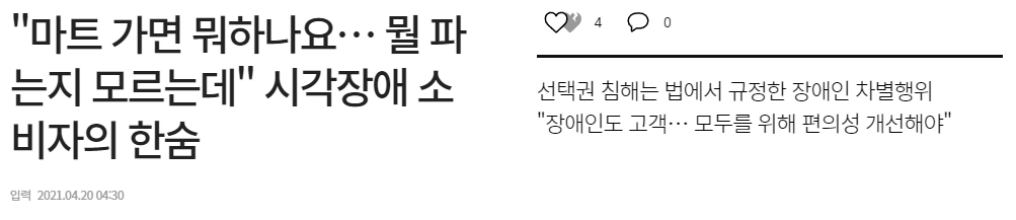 "마트 가면 뭐하나요… 뭘 파
는지 모르는데" 시각장애 소
비자의 한숨
입력 2021.04.20 04:30
4 0
선택권 침해는 법에서 규정한 장애인 차별행위
"장애인도 고객… 모두를 위해 편의성 개선해야"